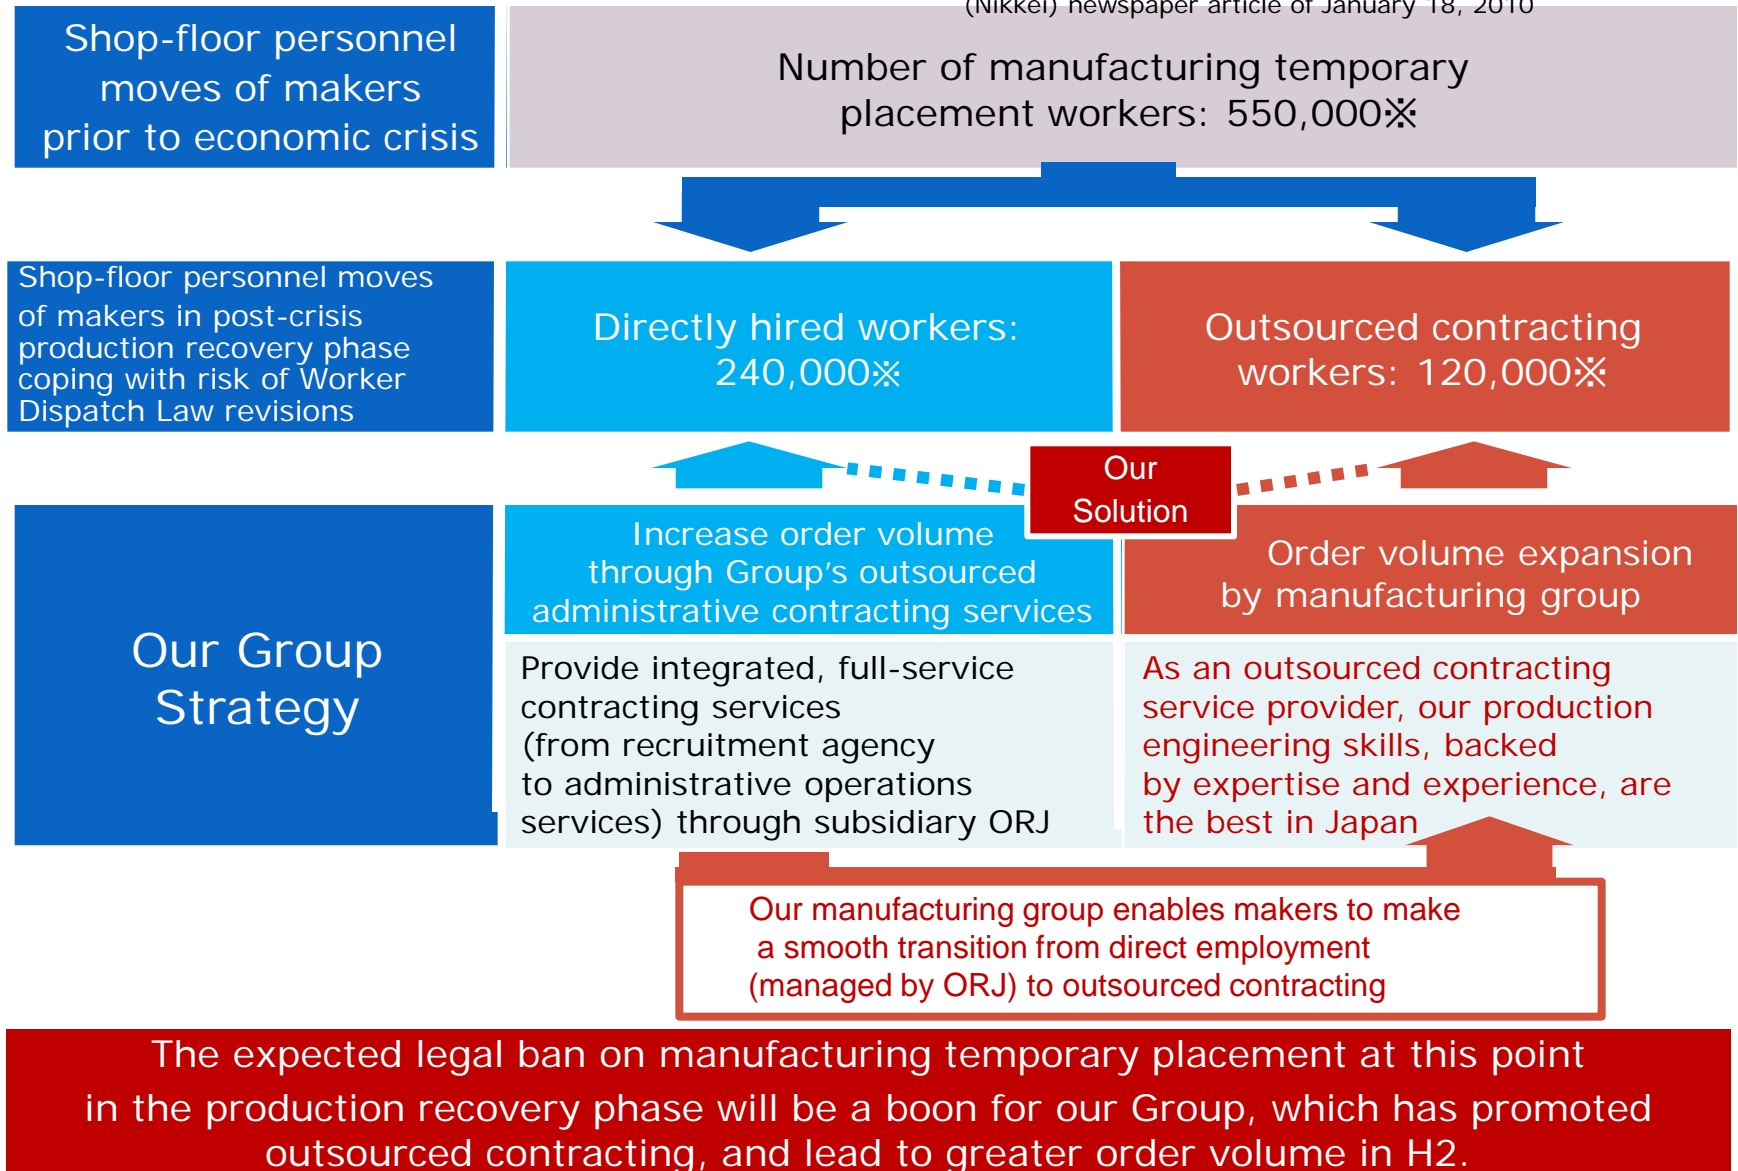 (Nikkei) newspaper article of January 18, 2010
Shop-floor personnel
moves of makers
prior to economic crisis
Number of manufacturing temporary
placement workers: 550,000※
Shop-floor personnel moves
of makers in post-crisis
production recovery phase
coping with risk of Worker
Dispatch Law revisions
Directly hired workers:
240,000※
Outsourced contracting
workers: 120,000※
Our
Solution
Our Group
Strategy
Increase order volume
through Group's outsourced
administrative contracting services
Order volume expansion
by manufacturing group
Provide integrated, full-service
contracting services
(from recruitment agency
to administrative operations
services) through subsidiary ORJ
As an outsourced contracting
service provider, our production
engineering skills, backed
by expertise and experience, are
the best in Japan
Our manufacturing group enables makers to make
a smooth transition from direct employment
(managed by ORJ) to outsourced contracting
The expected legal ban on manufacturing temporary placement at this point
in the production recovery phase will be a boon for our Group, which has promoted
outsourced contracting, and lead to greater order volume in H2.